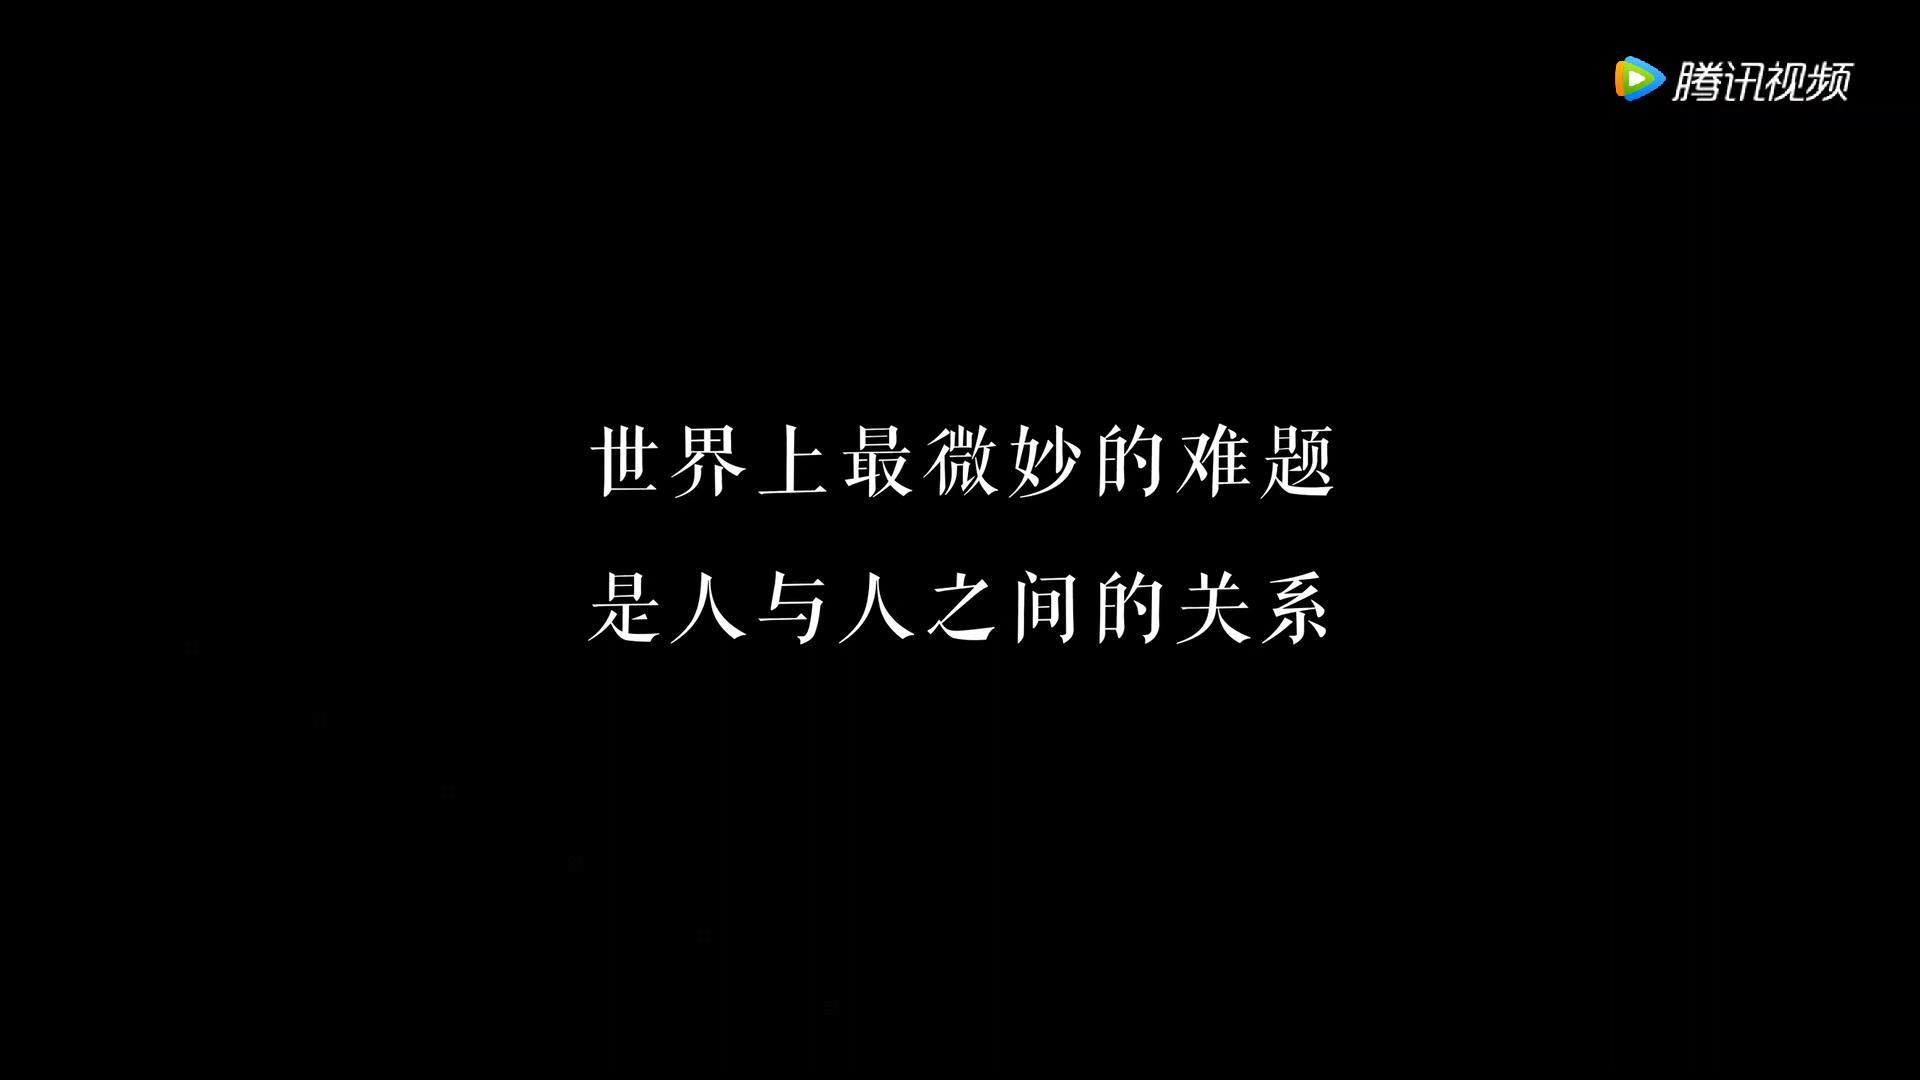 腾讯视频
世界上最微妙的难题
是人与人之间的关系